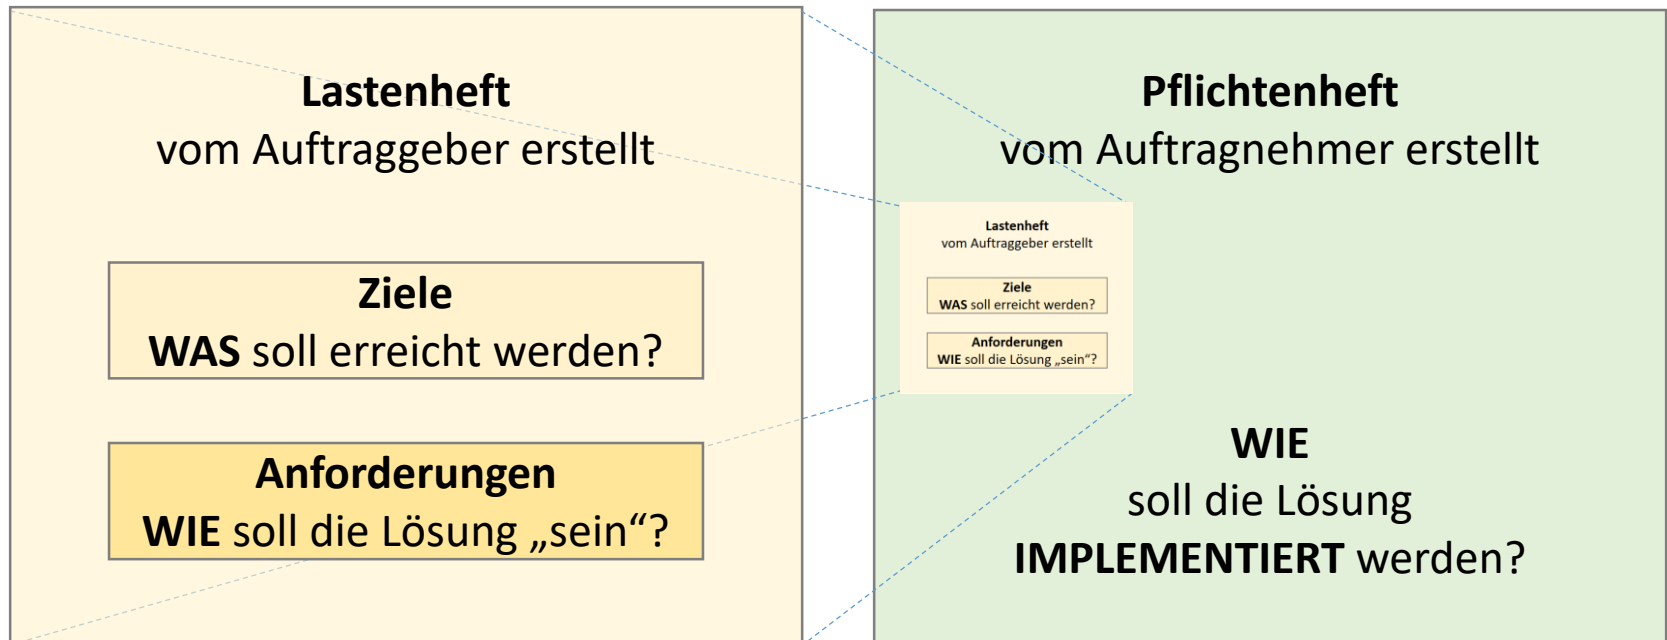 Lastenheft
vom Auftraggeber erstellt
Ziele
WAS soll erreicht werden?
Anforderungen
WIE soll die Lösung „sein“?
Pflichtenheft
vom Auftragnehmer erstellt
Lastenheft
vom Auftraggeber erstellt
Ziele
WAS soll erreicht werden?
Anforderungen
WIE soll die Lösung „sein“?
WIE
soll die Lösung
IMPLEMENTIERT werden?